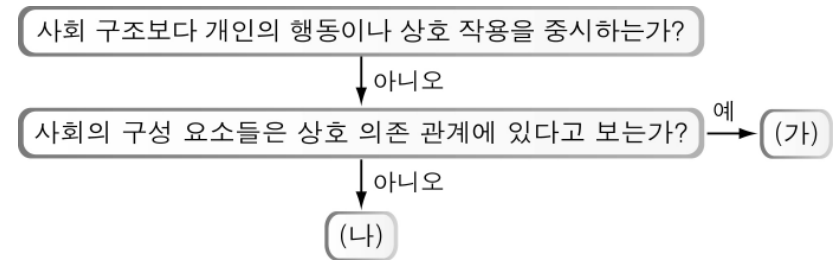 사회 구조보다 개인의 행동이나 상호 작용을 중시하는가?
아니오
사회의 구성 요소들은 상호 의존 관계에 있다고 보는가?
예
(가)
아니오
(나)